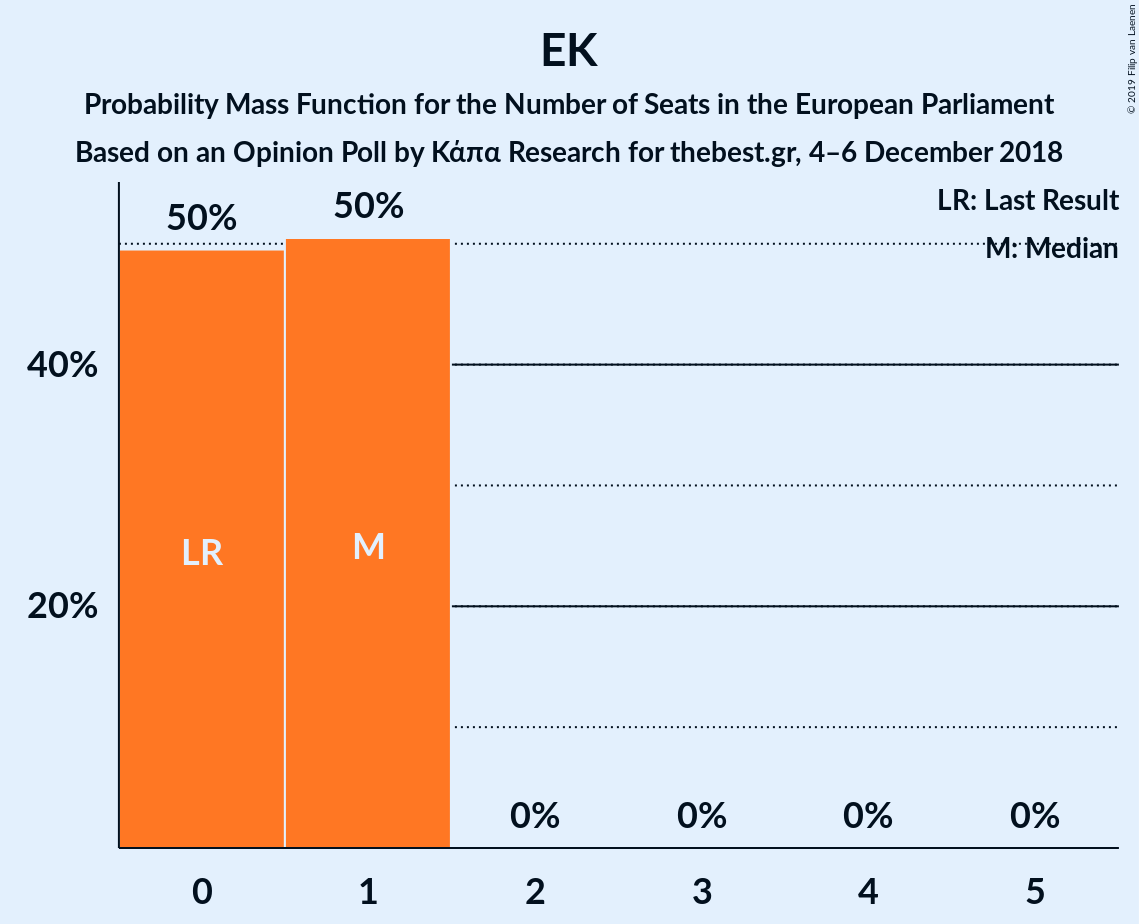 EK
Probability Mass Function for the Number of Seats in the European Parliament
Based on an Opinion Poll by Κάπα Research for thebest.gr, 4–6 December 2018
© 2019 Filip van Laenen
LR: Last Result
M: Median
50%
50%
40%
20%
LR
M
0%
0%
0%
0%
0
1
2
3
4
5